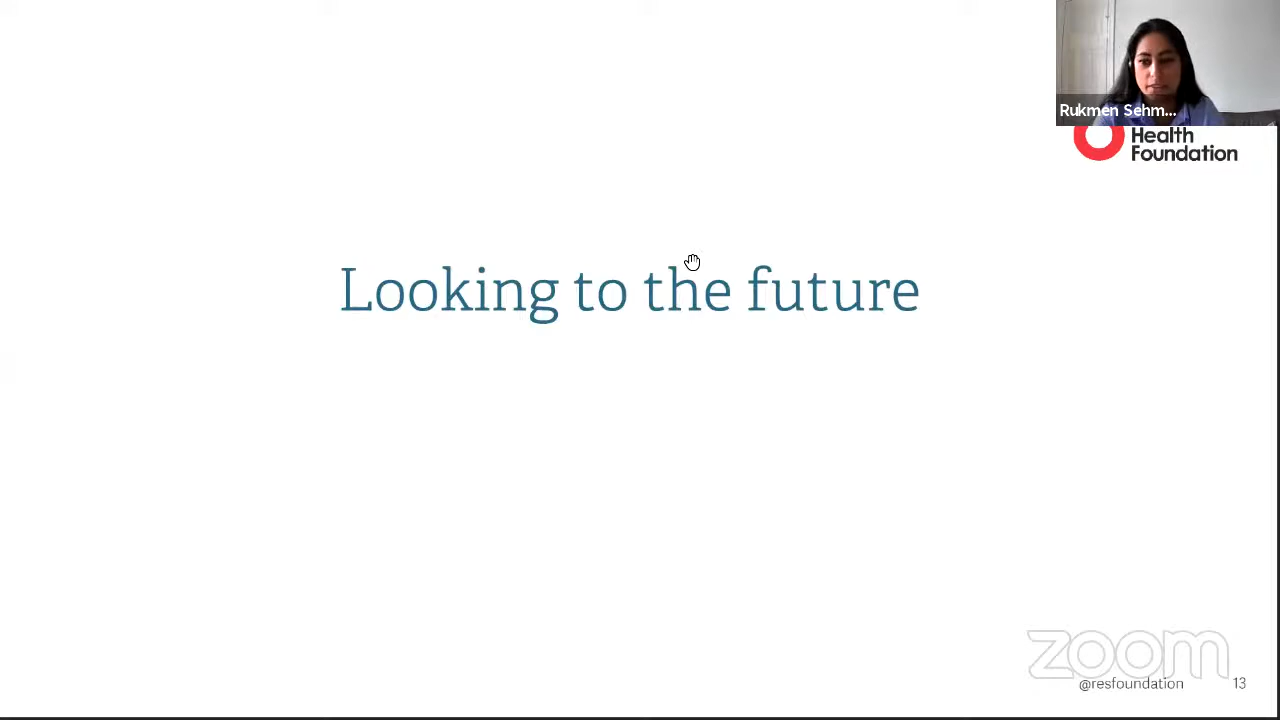 Rukmen Sehm...
Health
Foundation
Looking to the future
zoom
@resfoundation
13